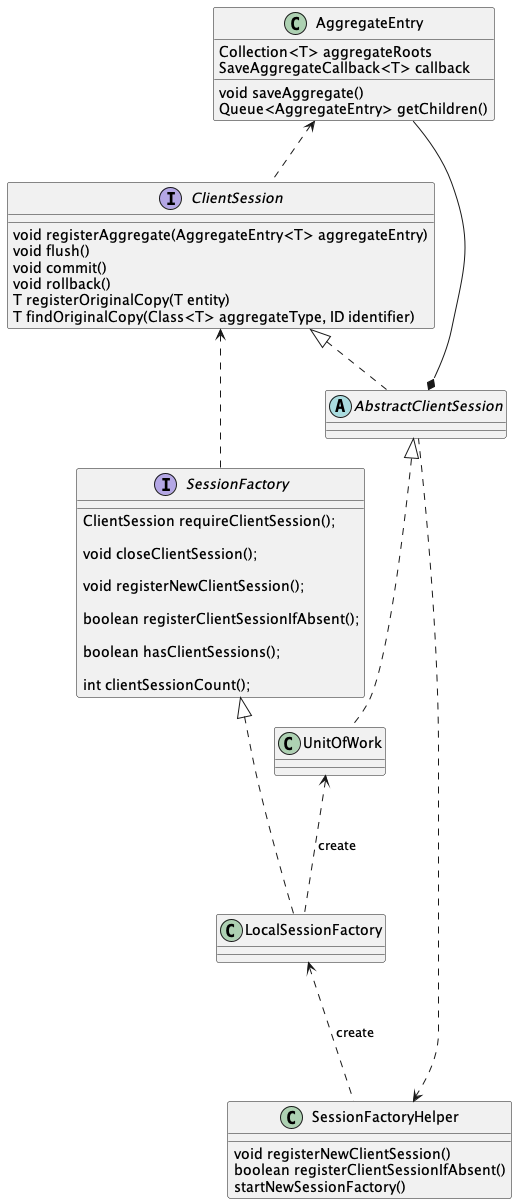 C AggregateEntry
Collection<T> aggregateRoots
SaveAggregateCallback<T> callback
void saveAggregate()
Queue<AggregateEntry> getChildren()
I ClientSession
void registerAggregate(AggregateEntry<T> aggregateEntry)
void flush()
void commit()
void rollback()
T registerOriginalCopy(T entity)
T findOriginalCopy(Class<T> aggregateType, ID identifier)
A AbstractClientSession
I SessionFactory
ClientSession requireClientSession();
void closeClientSession();
void registerNewClientSession();
boolean registerClientSessionIfAbsent();
boolean hasClientSessions();
int clientSessionCount();
C UnitOfWork
create
C LocalSessionFactory
create
C SessionFactoryHelper
void registerNewClientSession()
boolean registerClientSessionIfAbsent()
startNewSessionFactory()